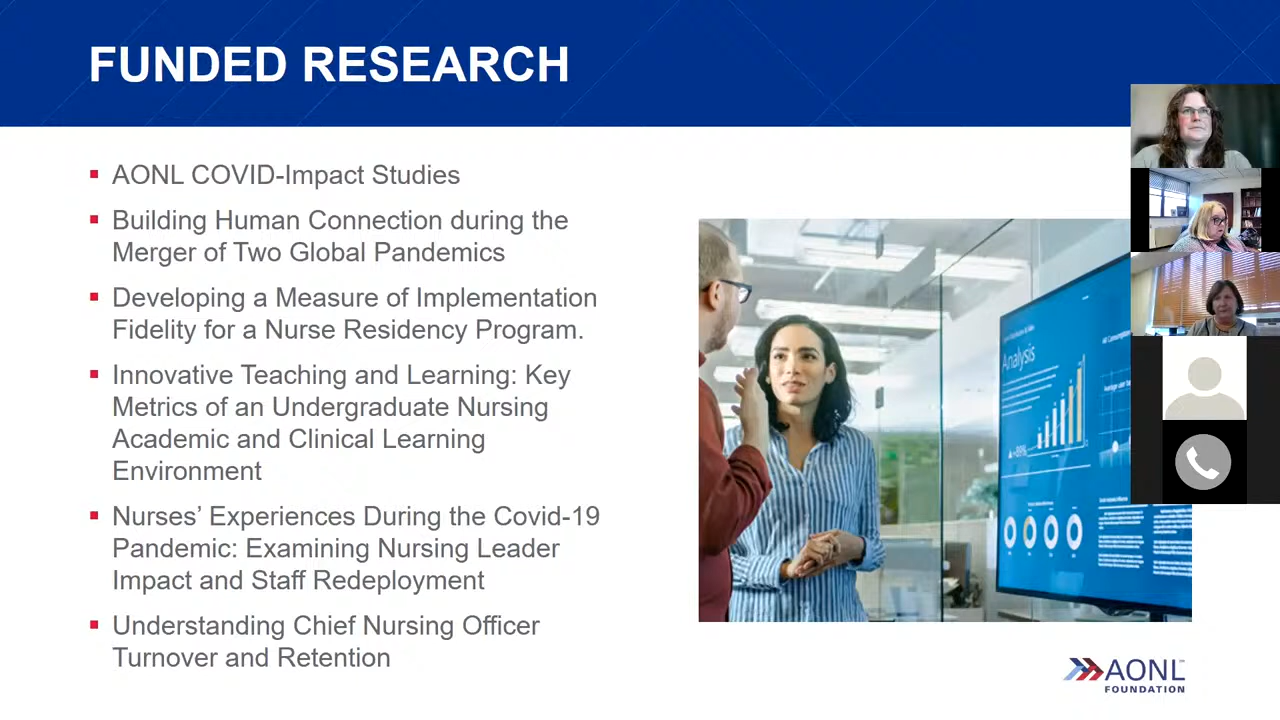 FUNDED RESEARCH
AONL COVID-Impact Studies
Building Human Connection during the
Merger of Two Global Pandemics
Developing a Measure of Implementation
Fidelity for a Nurse Residency Program.
Innovative Teaching and Learning: Key
Metrics of an Undergraduate Nursing
Academic and Clinical Learning
Environment
Nurses’ Experiences During the Covid-19
Pandemic: Examining Nursing Leader
Impact and Staff Redeployment
Understanding Chief Nursing Officer
Turnover and Retention
Analysis
AONL
FOUNDATION